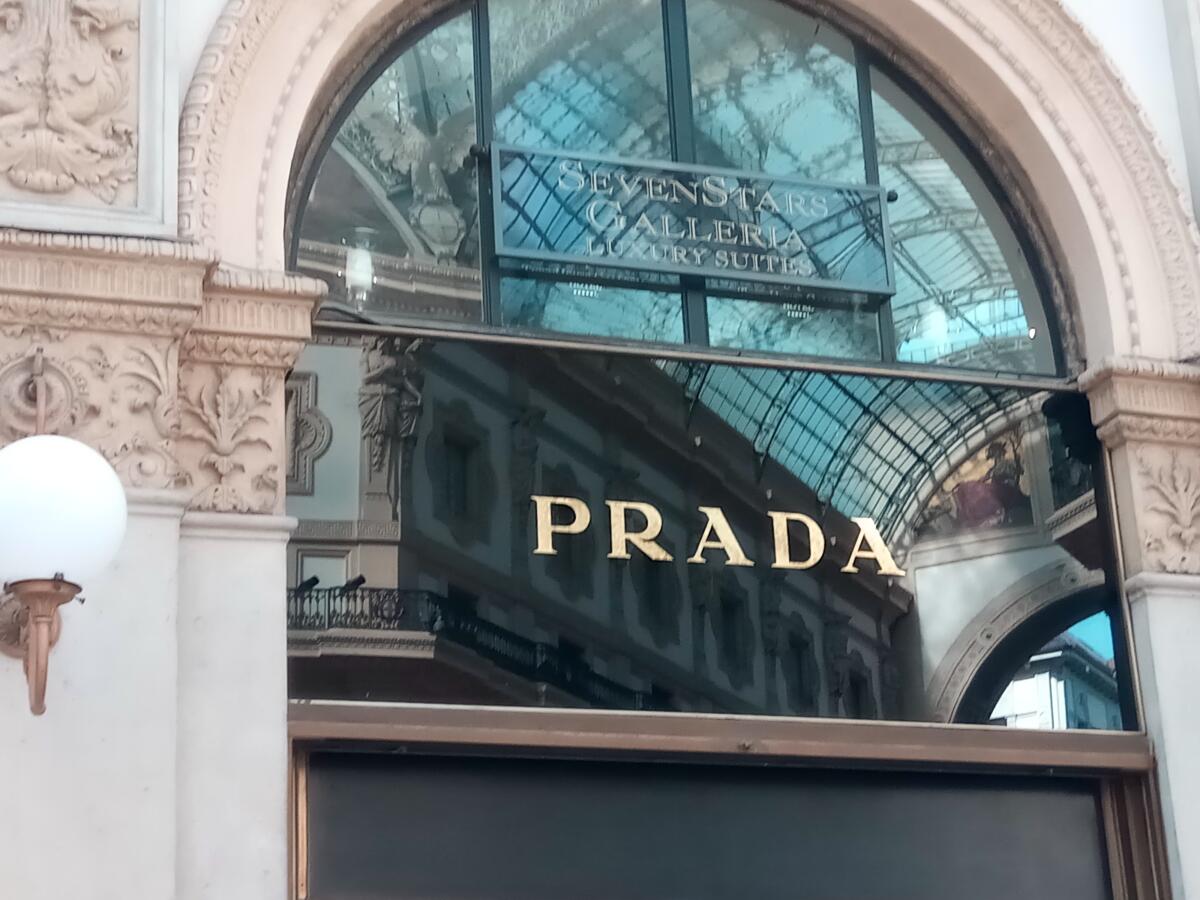 SEVENSTARS
GALLERIA
LUXURY SUITES
PRADA